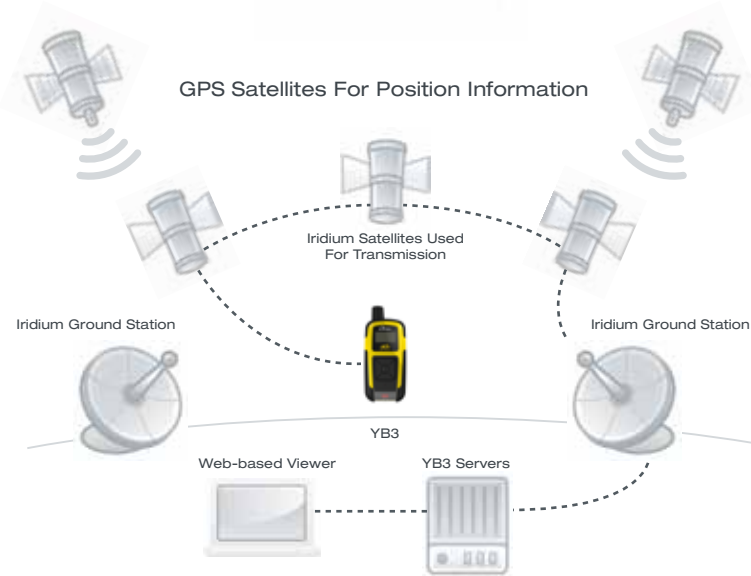 GPS Satellites For Position Information
Iridium Satellites Used
For Transmission
Iridium Ground Station
Iridium Ground Station
YB3
Web-based Viewer
YB3 Servers